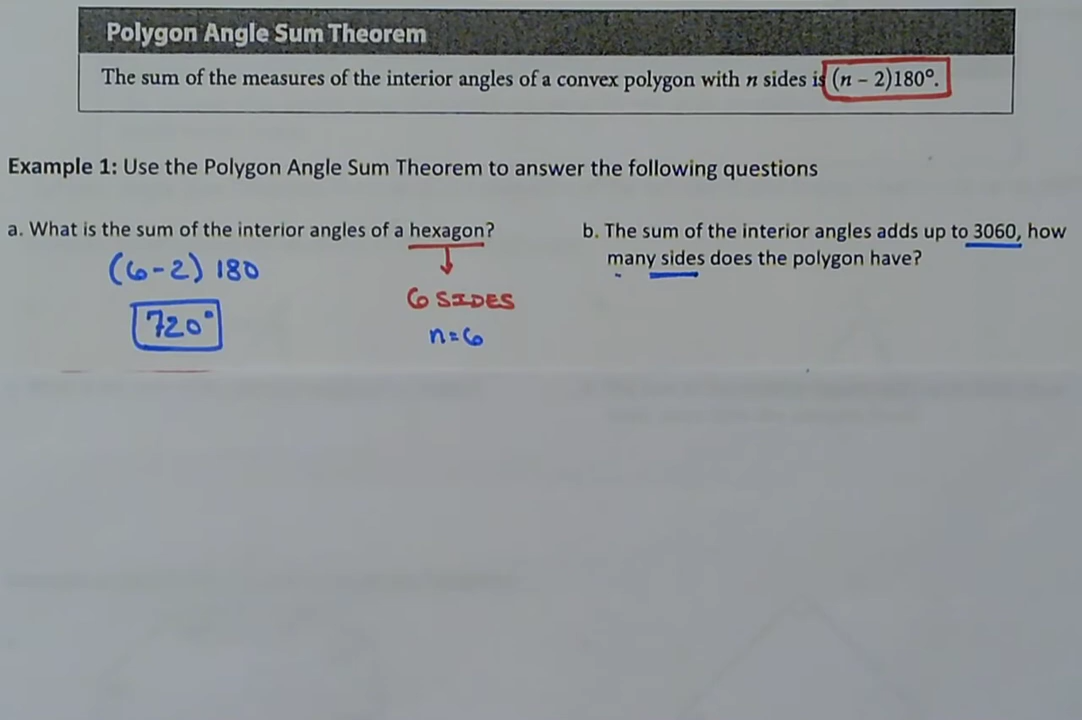 Polygon Angle Sum Theorem
The sum of the measures of the interior angles of a convex polygon with n sides is (n – 2)180°.
Example 1: Use the Polygon Angle Sum Theorem to answer the following questions
a. What is the sum of the interior angles of a hexagon?
(6-2) 180
720°
6 SIDES
n=6
b. The sum of the interior angles adds up to 3060, how
many sides does the polygon have?